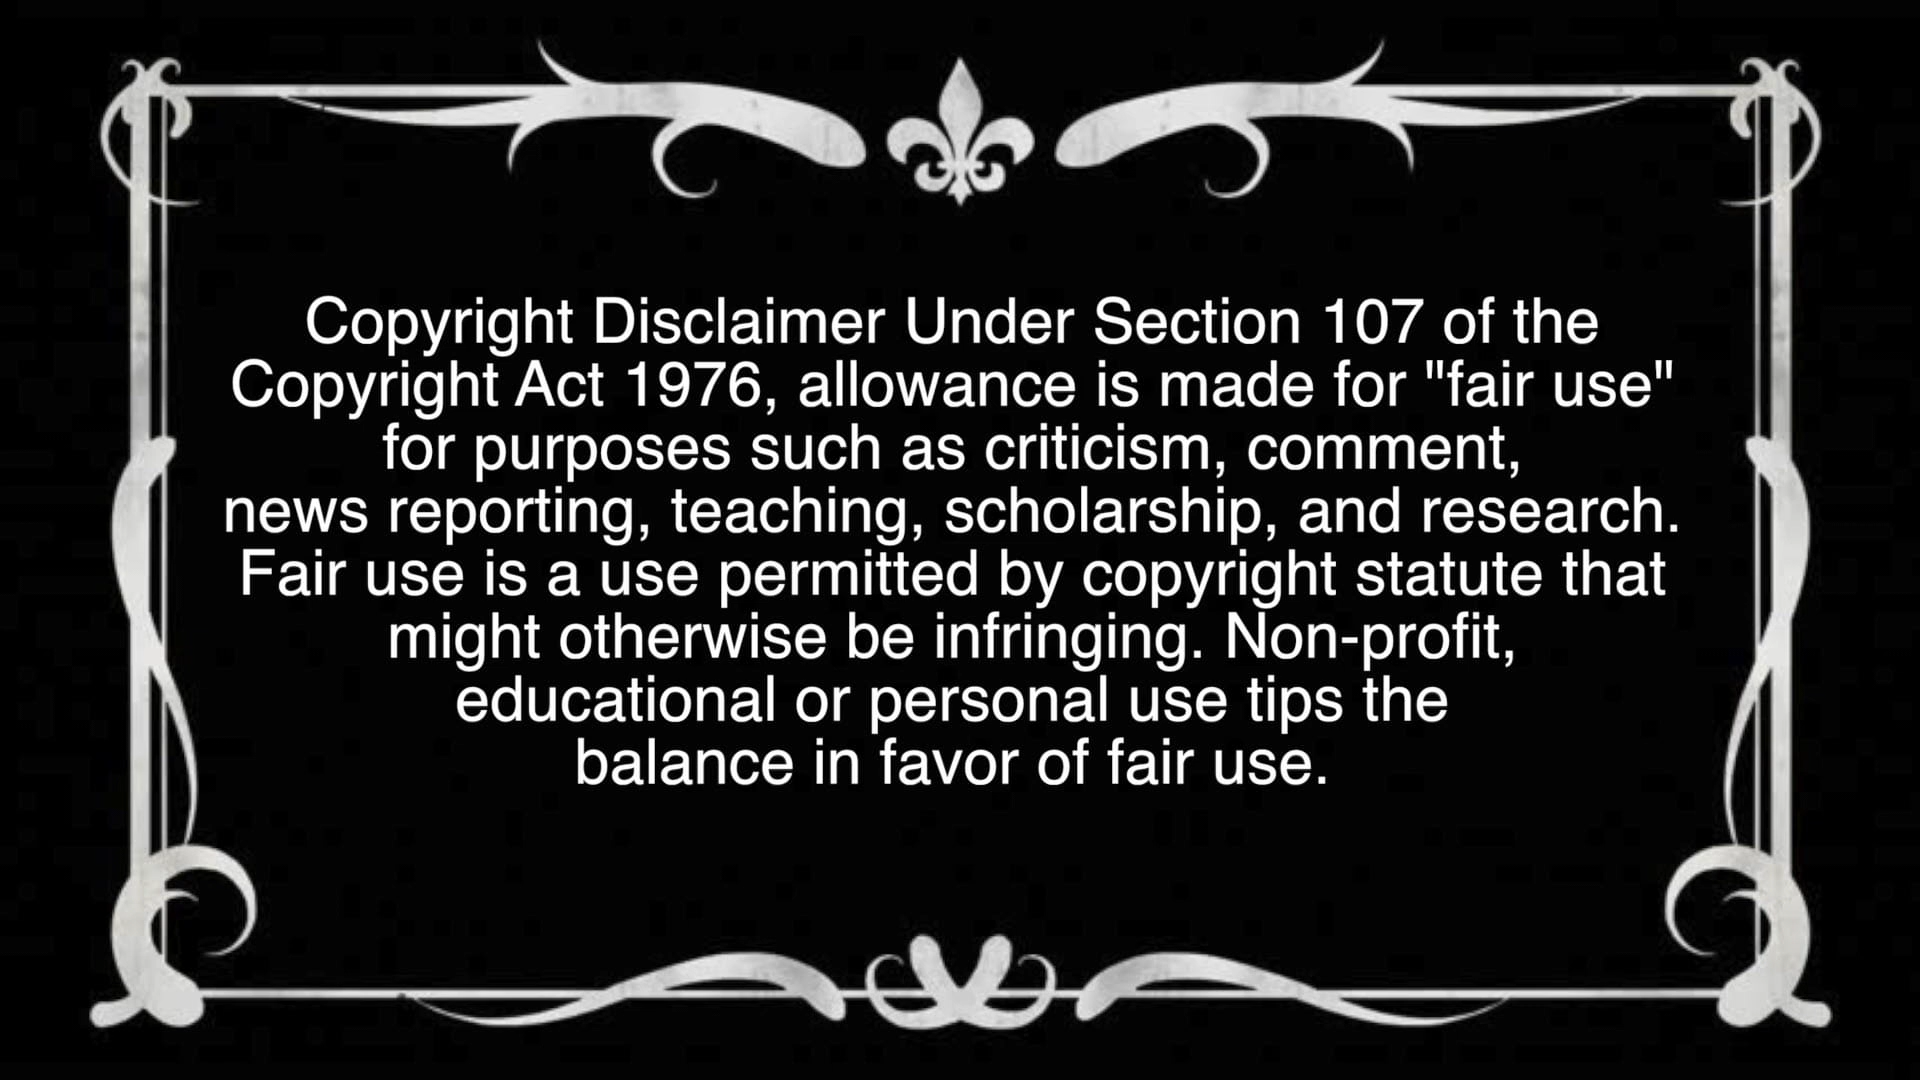 Copyright Disclaimer Under Section 107 of the
Copyright Act 1976, allowance is made for "fair use"
for purposes such as criticism, comment,
news reporting, teaching, scholarship, and research.
Fair use is a use permitted by copyright statute that
might otherwise be infringing. Non-profit,
educational or personal use tips the
balance in favor of fair use.